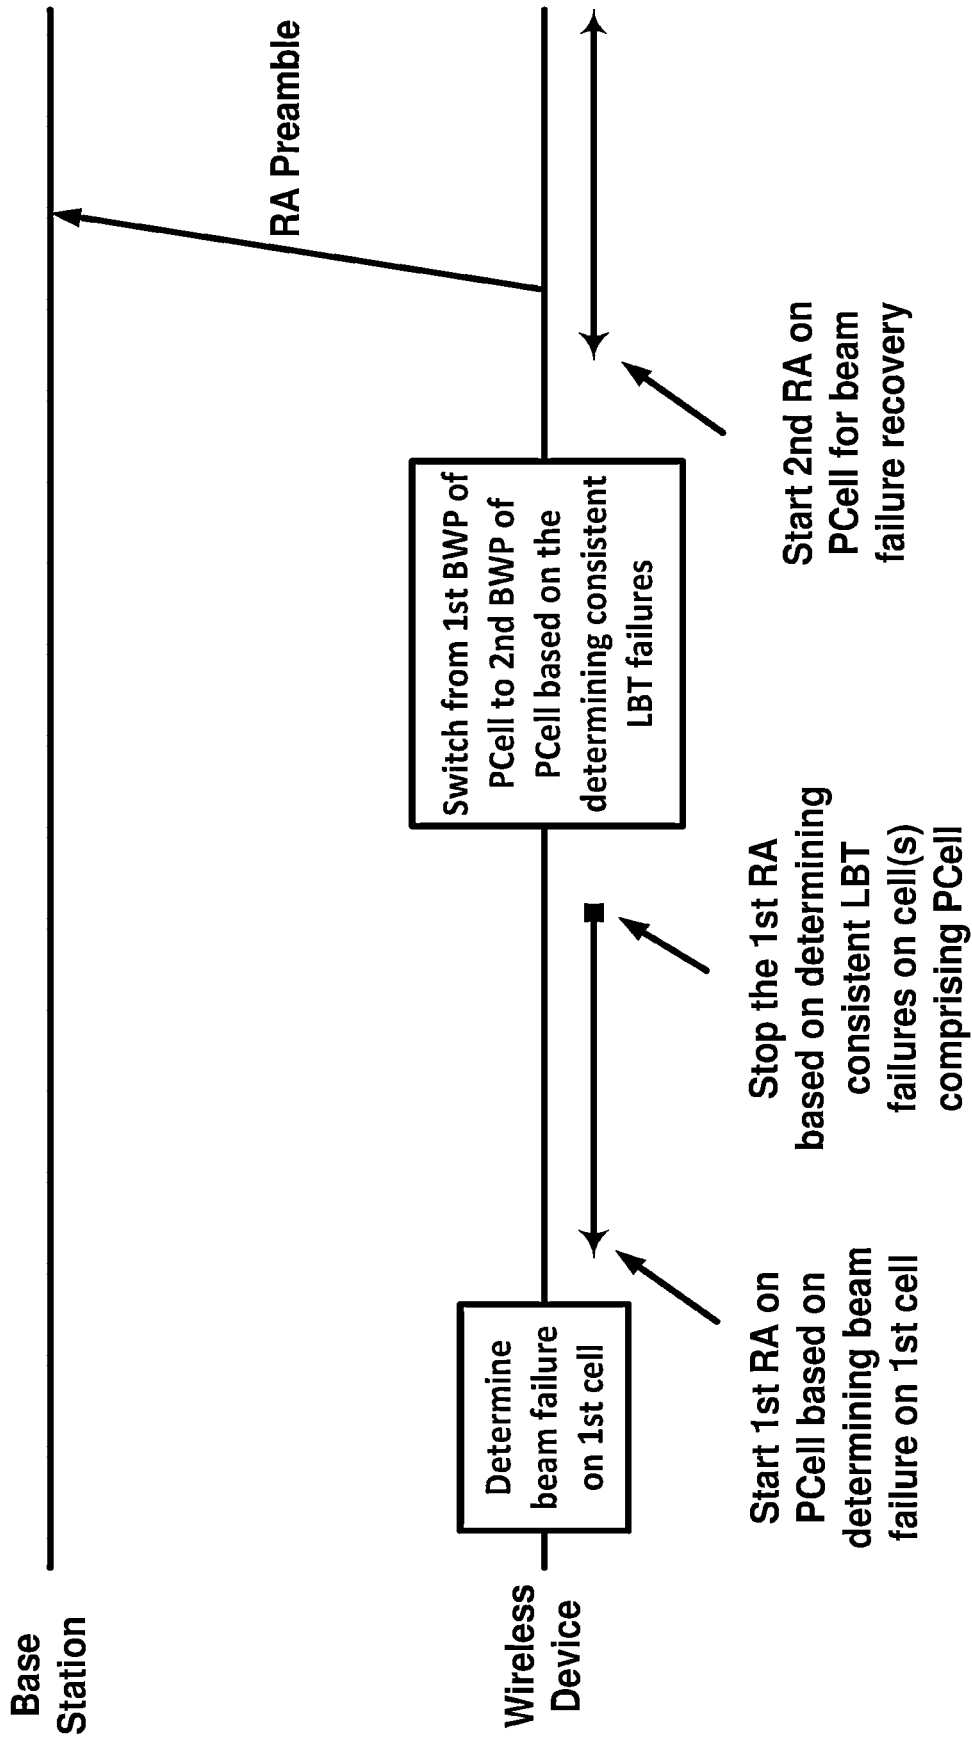 Base
Station
Wireless
Device
Determine
beam failure
on 1st cell
Start 1st RA on
PCell based on
determining beam
failure on 1st cell
Stop the 1st RA
based on determining
consistent LBT
failures on cell(s)
comprising PCell
Switch from 1st BWP of
PCell to 2nd BWP of
PCell based on the
determining consistent
LBT failures
Start 2nd RA on
PCell for beam
failure recovery
RA Preamble